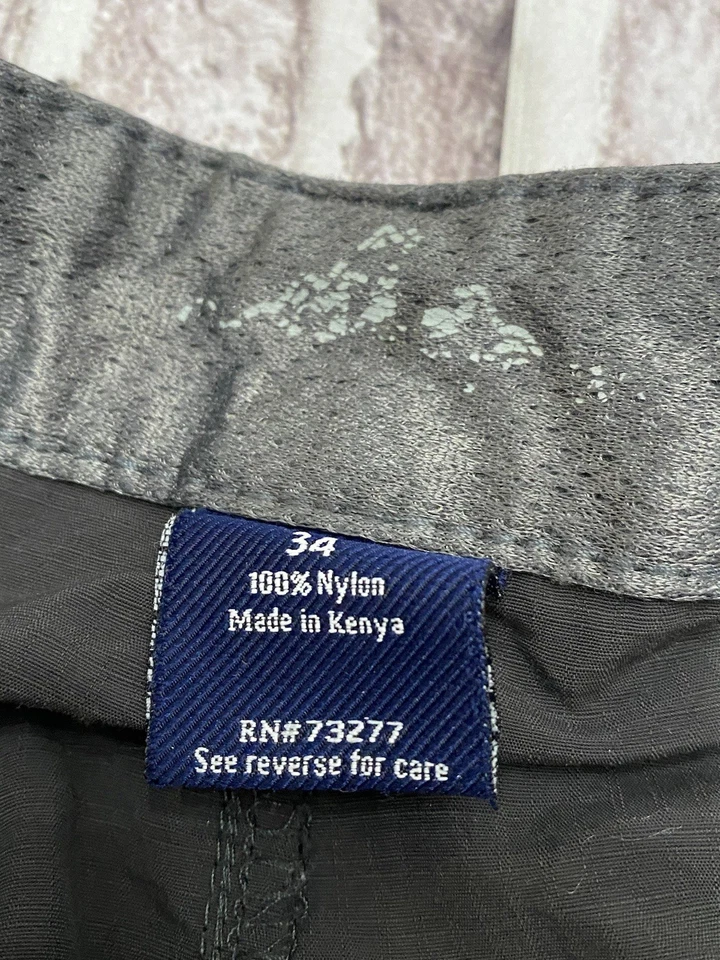 34
100% Nylon
Made in Kenya
RN#73277
See reverse for care